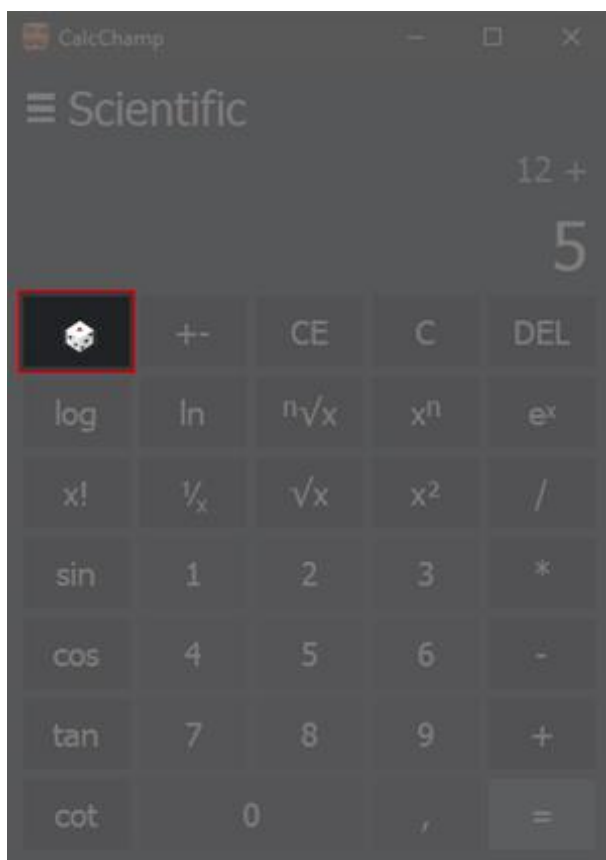 CalcChamp
Scientific
12 +
5
+- CE C DEL
log ln ⁿ√x xⁿ eˣ
x! ¹/ₓ √x x² /
sin 1 2 3 *
cos 4 5 6 -
tan 7 8 9 +
cot 0 , =